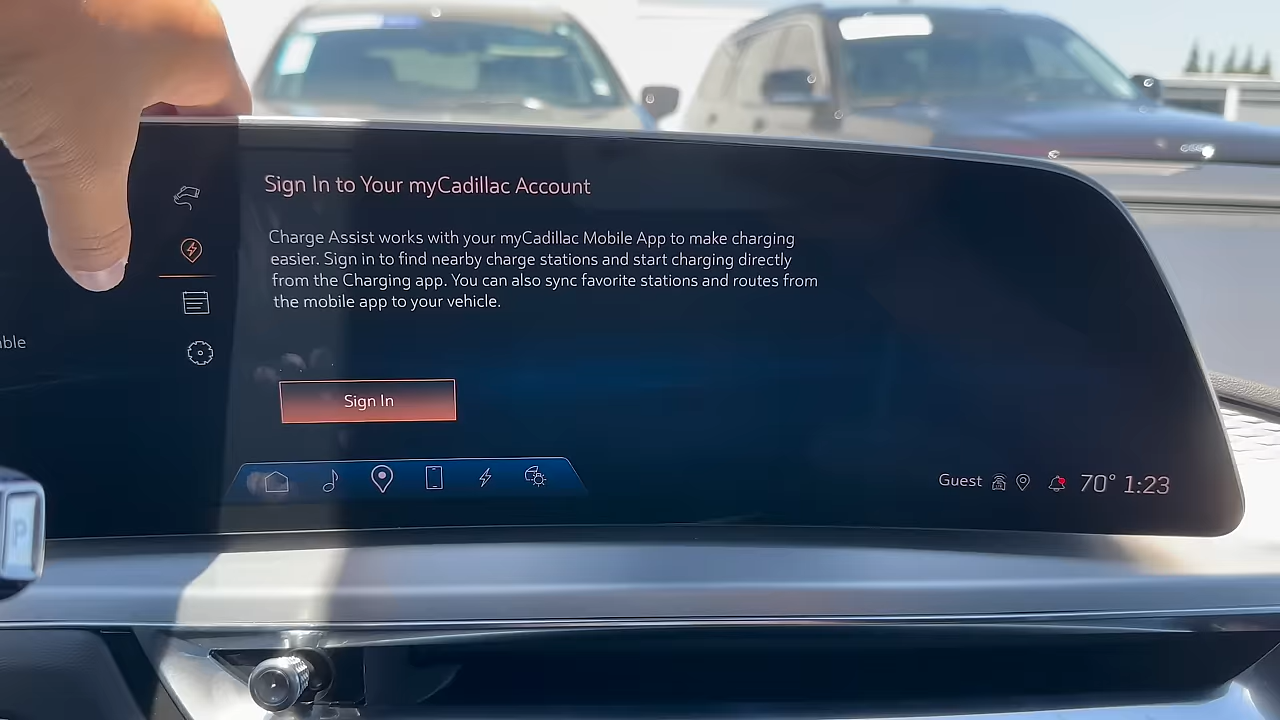 Sign In to Your myCadillac Account
Charge Assist works with your myCadillac Mobile App to make charging
easier. Sign in to find nearby charge stations and start charging directly
from the Charging app. You can also sync favorite stations and routes from
the mobile app to your vehicle.
ble
Sign In
Guest 70° 1:23
P